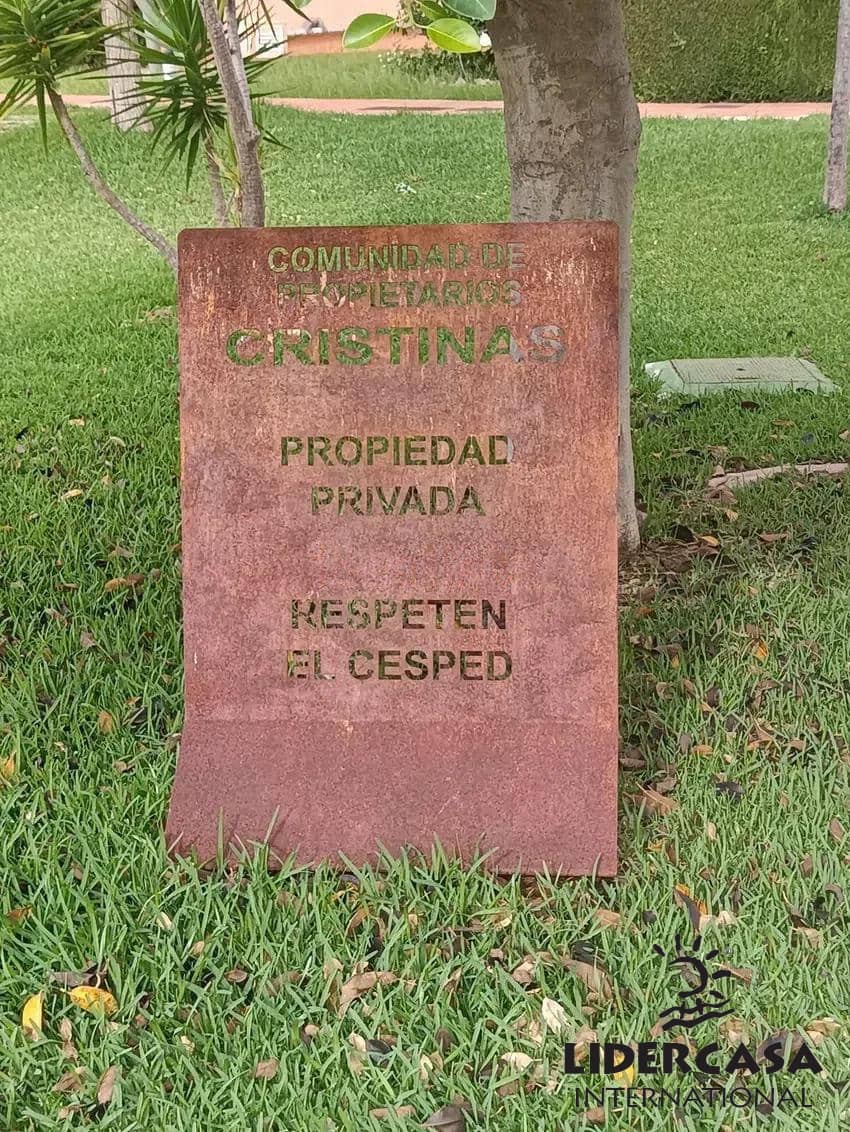 COMUNIDAD DE
PROPIETARIOS
CRISTINAS
PROPIEDAD
PRIVADA
RESPETEN
EL CESPED
LIDERCASA
INTERNATIONAL